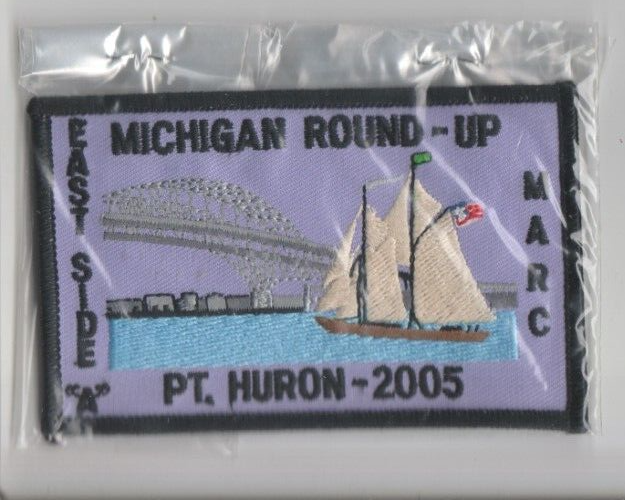 MICHIGAN ROUND-UP
EAST SIDE
"A"
MARC
PT. HURON-2005